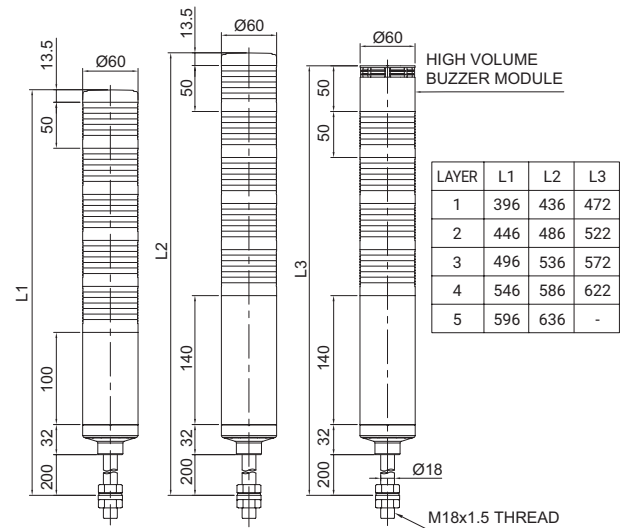 13.5
Ø60
50
L1
100
32
200
13.5
Ø60
50
L2
140
32
200
Ø60
50
50
L3
140
32
200
HIGH VOLUME
BUZZER MODULE
LAYER L1 L2 L3
1 396 436 472
2 446 486 522
3 496 536 572
4 546 586 622
5 596 636 -
Ø18
M18x1.5 THREAD